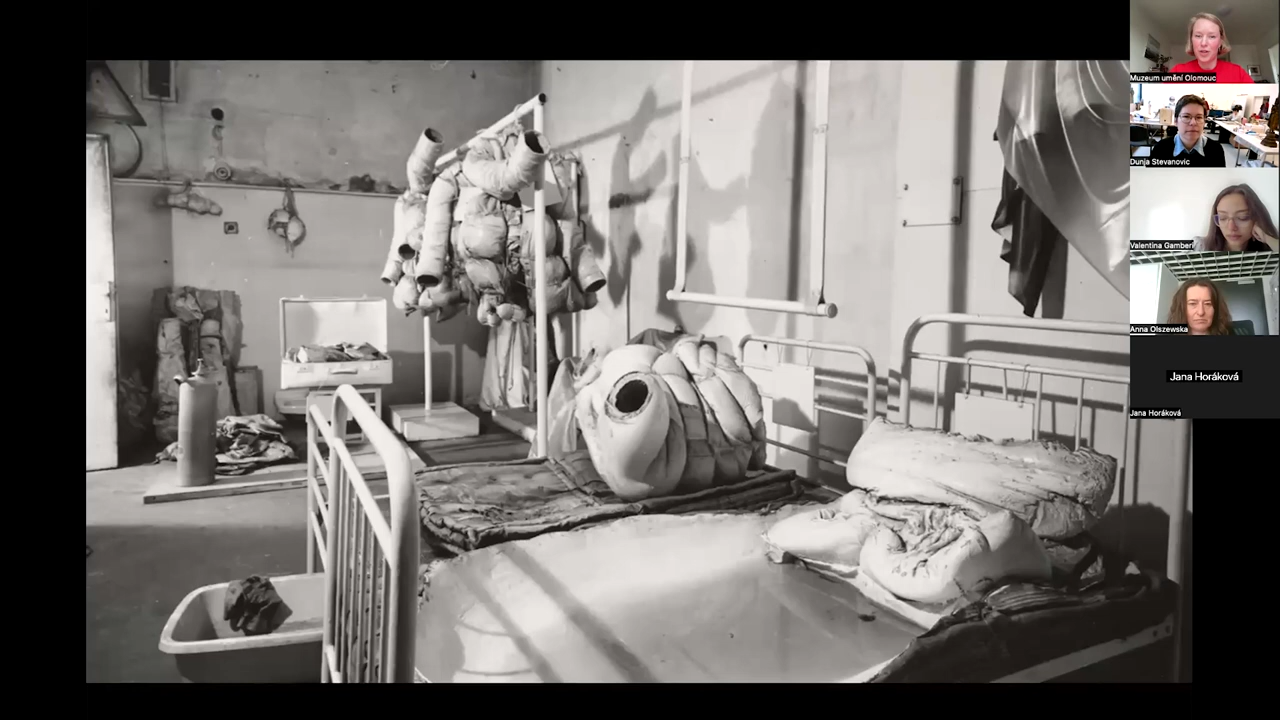 Muzeum umění Olomouc
Dunja Stevanovic
Valentina Gamberi
Anna Olszewska
Jana Horáková
Jana Horáková